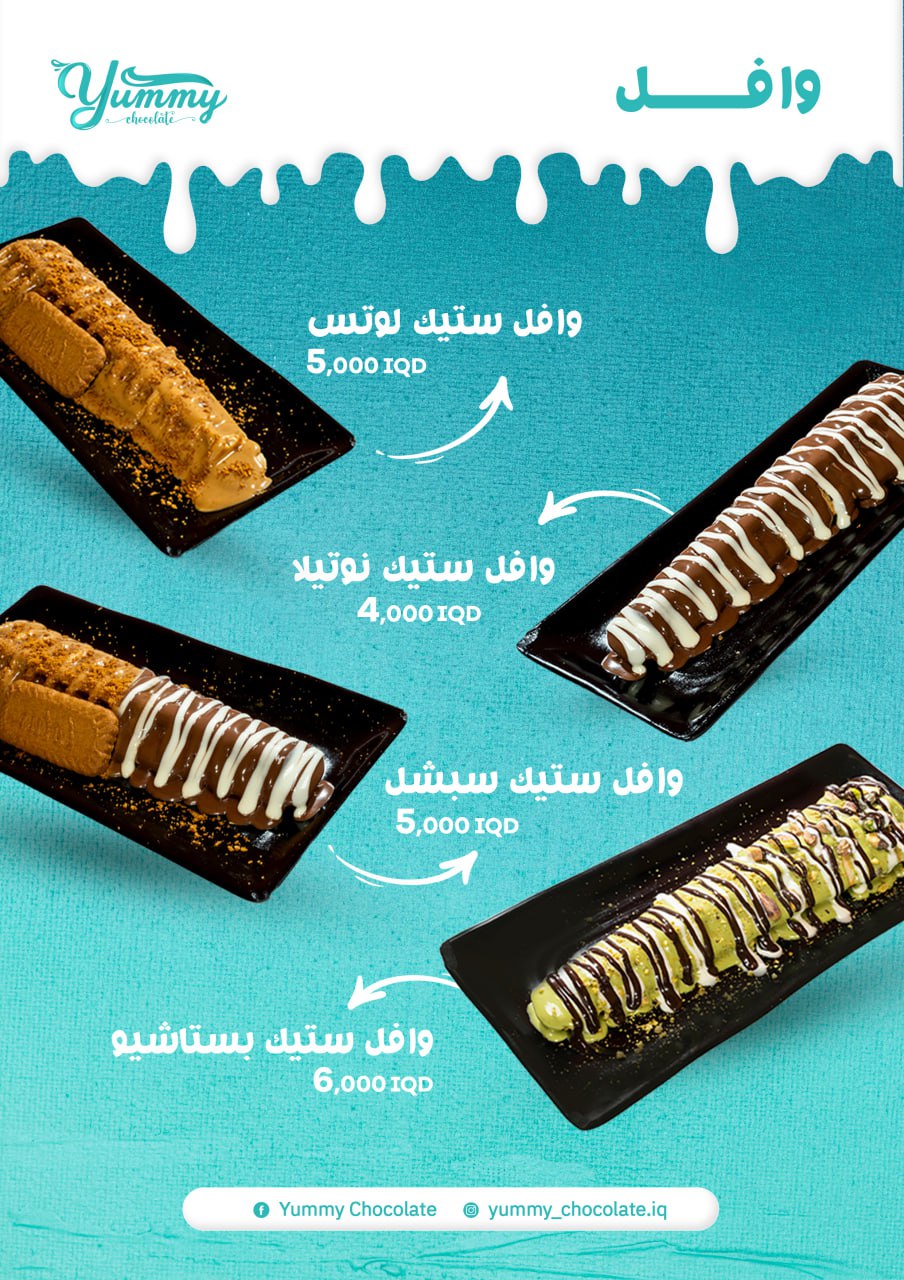 Yummy
chocolate
وافل
وافل ستيك لوتس
5,000 IQD
وافل ستيك نوتيلا
4,000 IQD
وافل ستيك سبشل
5,000 IQD
وافل ستيك بستاشيو
6,000 IQD
Yummy Chocolate yummy_chocolate.iq